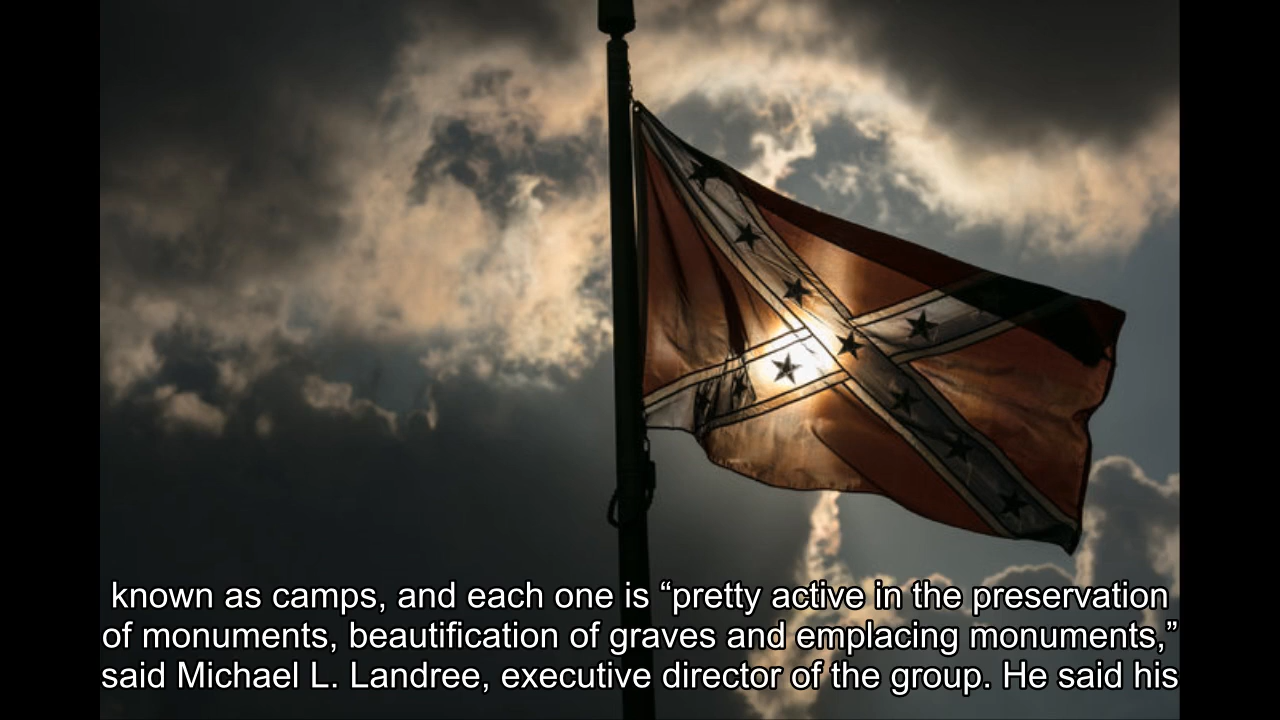 known as camps, and each one is “pretty active in the preservation
of monuments, beautification of graves and emplacing monuments,”
said Michael L. Landree, executive director of the group. He said his